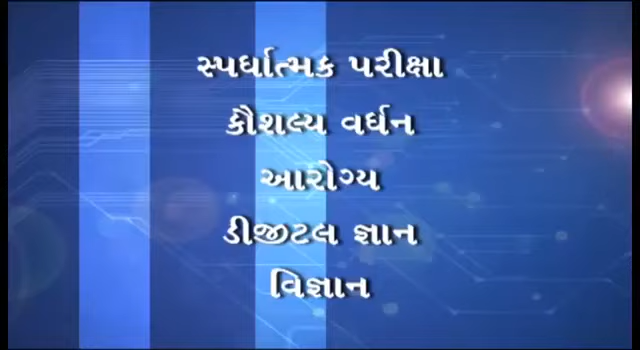 સ્પર્ધાત્મક પરીક્ષા
કૌશલ્ય વર્ધન
આરોગ્ય
ડીજીટલ જ્ઞાન
વિજ્ઞાન